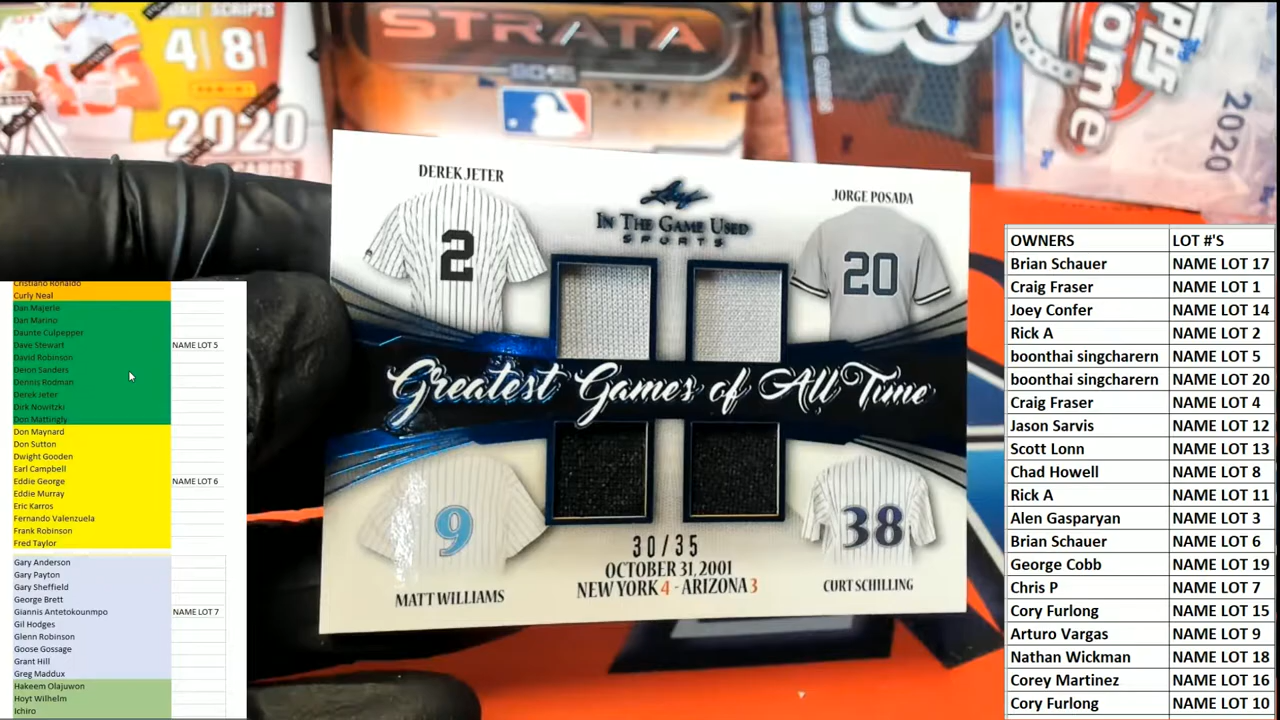 RUUKIE SCRIPTS
4 8
2020
STRATA
2015
Topps
2020
DEREK JETER
2
JORGE POSADA
20
Leaf
IN THE GAME USED
SPORTS
Greatest Games of All Time
9
38
30/35
OCTOBER 31, 2001
NEW YORK 4 - ARIZONA 3
MATT WILLIAMS
CURT SCHILLING
Cristiano Ronaldo
Curly Neal
Dan Majerle
Dan Marino
Daunte Culpepper
Dave Stewart NAME LOT 5
David Robinson
Deion Sanders
Dennis Rodman
Derek Jeter
Dirk Nowitzki
Don Mattingly
Don Maynard
Don Sutton
Dwight Gooden
Earl Campbell
Eddie George NAME LOT 6
Eddie Murray
Eric Karros
Fernando Valenzuela
Frank Robinson
Fred Taylor
Gary Anderson
Gary Payton
Gary Sheffield
George Brett
Giannis Antetokounmpo NAME LOT 7
Gil Hodges
Glenn Robinson
Goose Gossage
Grant Hill
Greg Maddux
Hakeem Olajuwon
Hoyt Wilhelm
Ichiro
OWNERS LOT #'S
Brian Schauer NAME LOT 17
Craig Fraser NAME LOT 1
Joey Confer NAME LOT 14
Rick A NAME LOT 2
boonthai singcharern NAME LOT 5
boonthai singcharern NAME LOT 20
Craig Fraser NAME LOT 4
Jason Sarvis NAME LOT 12
Scott Lonn NAME LOT 13
Chad Howell NAME LOT 8
Rick A NAME LOT 11
Alen Gasparyan NAME LOT 3
Brian Schauer NAME LOT 6
George Cobb NAME LOT 19
Chris P NAME LOT 7
Cory Furlong NAME LOT 15
Arturo Vargas NAME LOT 9
Nathan Wickman NAME LOT 18
Corey Martinez NAME LOT 16
Cory Furlong NAME LOT 10